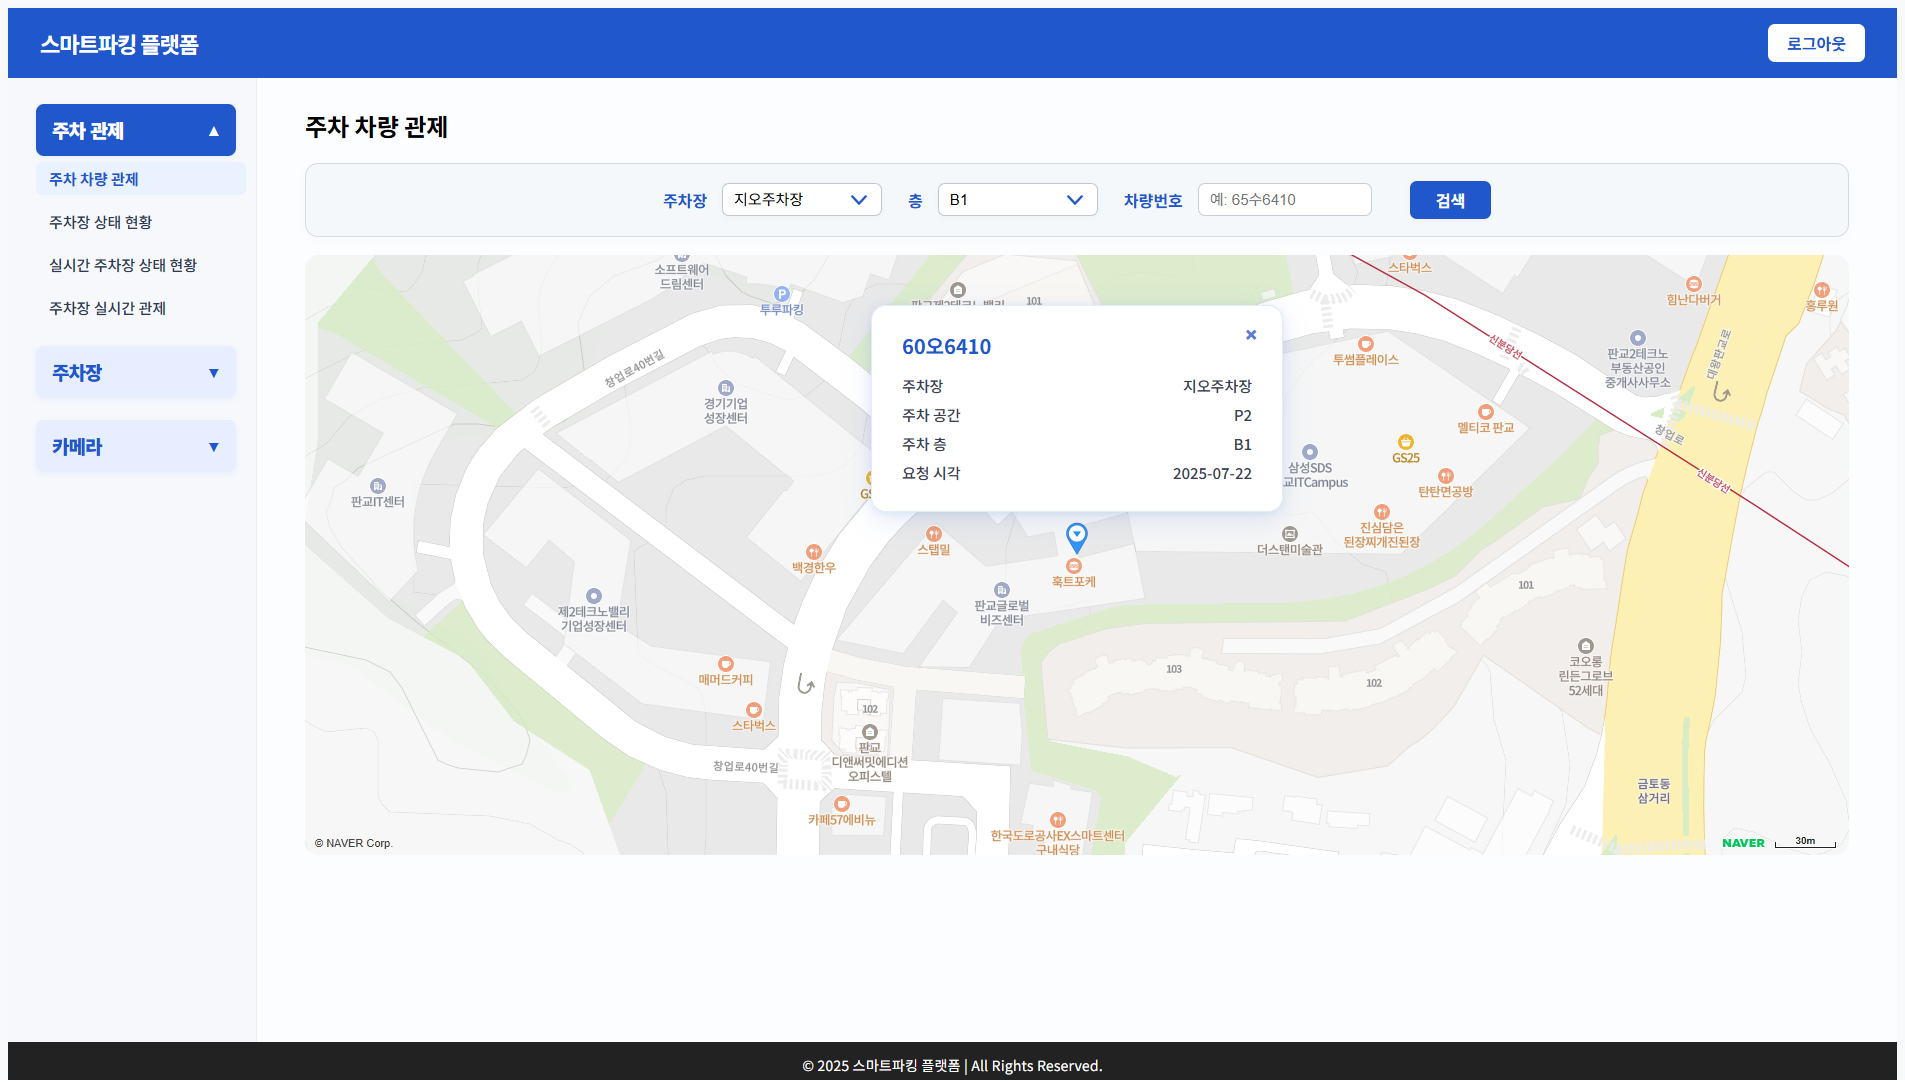 스마트파킹 플랫폼
로그아웃
주차 관제 ▲
주차 차량 관제
주차장 상태 현황
실시간 주차장 상태 현황
주차장 실시간 관제
주차장 ▼
카메라 ▼
주차 차량 관제
주차장 지오주차장 층 B1 차량번호 예: 65수6410 검색
소프트웨어
드림센터
투루파킹
101
스타벅스
힘난다버거
홍루원
창업로40번길
경기기업
성장센터
판교IT센터
60오6410 ×
주차장 지오주차장
주차 공간 P2
주차 층 B1
요청 시각 2025-07-22
투썸플레이스
신분당선
판교2테크노
부동산공인
중개사사무소
대왕판교로
멜티코 판교
창업로
GS25
삼성SDS
교ITCampus
탄탄면공방
신분당선
진심담은
된장찌개진된장
더스탠미술관
스탭밀
백경한우
훅트포케
판교글로벌
비즈센터
제2테크노밸리
기업성장센터
101
매머드커피
103
102
코오롱
린든그로브
52세대
스타벅스
102
판교
디앤써밋에디션
오피스텔
창업로40번길
카페57에비뉴
한국도로공사EX스마트센터
구내식당
금토동
삼거리
© NAVER Corp.
NAVER 30m
© 2025 스마트파킹 플랫폼 | All Rights Reserved.